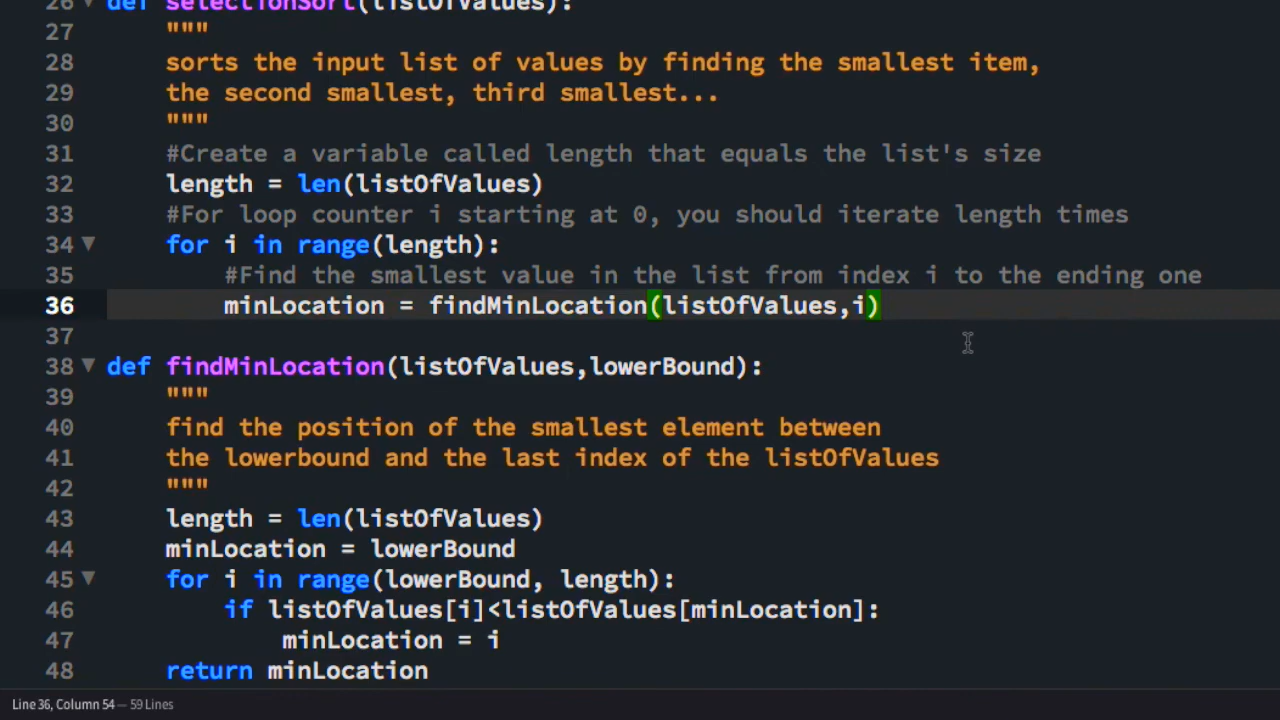 26 def selectionSort(listOfValues):
27 """
28 sorts the input list of values by finding the smallest item,
29 the second smallest, third smallest...
30 """
31 #Create a variable called length that equals the list's size
32 length = len(listOfValues)
33 #For loop counter i starting at 0, you should iterate length times
34 for i in range(length):
35 #Find the smallest value in the list from index i to the ending one
36 minLocation = findMinLocation(listOfValues,i)
37
38 def findMinLocation(listOfValues,lowerBound):
39 """
40 find the position of the smallest element between
41 the lowerbound and the last index of the listOfValues
42 """
43 length = len(listOfValues)
44 minLocation = lowerBound
45 for i in range(lowerBound, length):
46 if listOfValues[i]<listOfValues[minLocation]:
47 minLocation = i
48 return minLocation
Line 36, Column 54 — 59 Lines